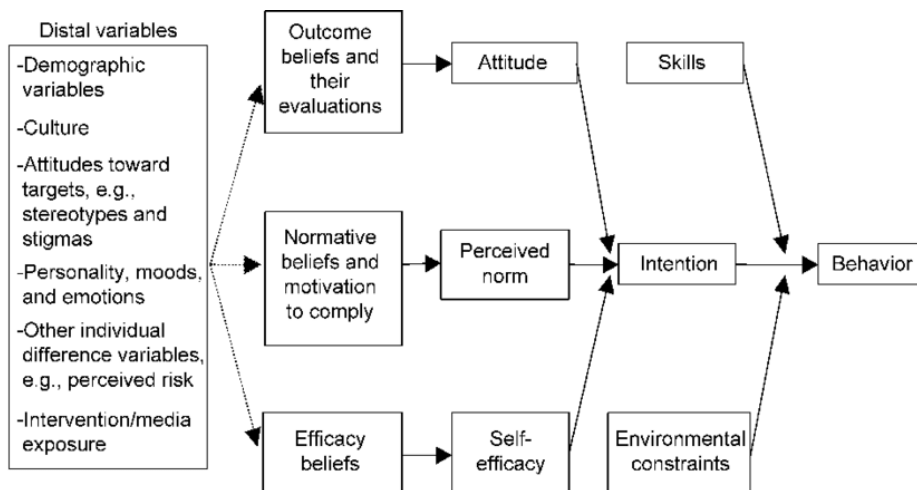 Distal variables
-Demographic
variables
-Culture
-Attitudes toward
targets, e.g.,
stereotypes and
stigmas
-Personality, moods,
and emotions
-Other individual
difference variables,
e.g., perceived risk
-Intervention/media
exposure
Outcome
beliefs and
their
evaluations
Attitude
Skills
Normative
beliefs and
motivation
to comply
Perceived
norm
Intention
Behavior
Efficacy
beliefs
Self-
efficacy
Environmental
constraints